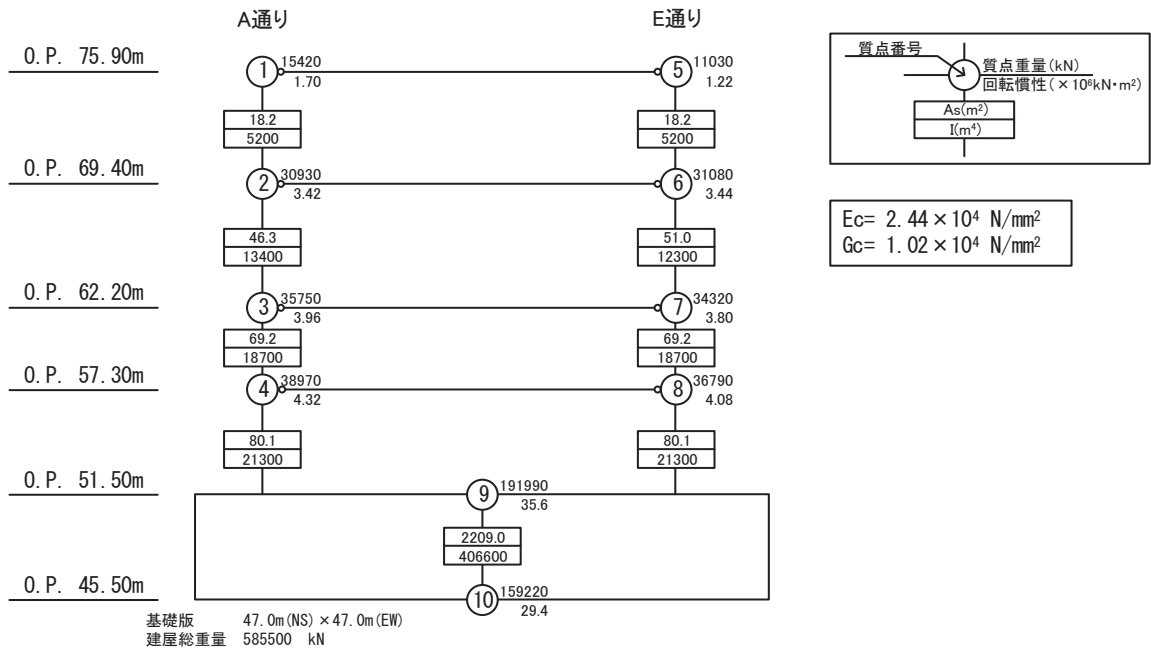 A通り
E通り
O.P. 75.90m
1
15420
1.70
5
11030
1.22
18.2
5200
18.2
5200
O.P. 69.40m
2
30930
3.42
6
31080
3.44
46.3
13400
51.0
12300
O.P. 62.20m
3
35750
3.96
7
34320
3.80
69.2
18700
69.2
18700
O.P. 57.30m
4
38970
4.32
8
36790
4.08
80.1
21300
80.1
21300
O.P. 51.50m
9
191990
35.6
2209.0
406600
O.P. 45.50m
10
159220
29.4
基礎版 47.0m(NS)×47.0m(EW)
建屋総重量 585500 kN
質点番号
質点重量(kN)
回転慣性(×10⁶kN・m²)
As(m²)
I(m⁴)
Ec= 2.44×10⁴ N/mm²
Gc= 1.02×10⁴ N/mm²